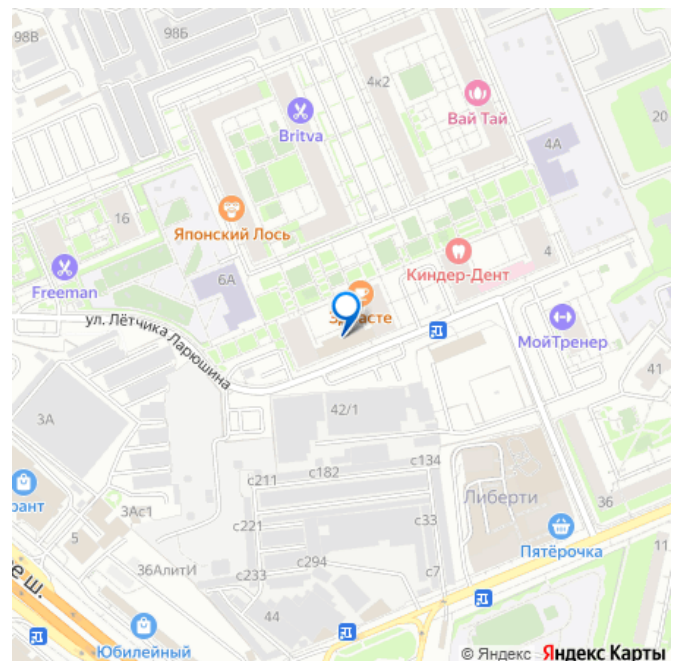 98В
98Б
4к2
Вай Тай
20
Britva
4А
16
Японский Лось
Киндер-Дент
4
Freeman
6А
ул. Лётчика Ларюшина
МойТренер
41
42/1
3А
с134
с182
с211
Либерти
36
3Ас1
с221
с33
Пятёрочка
5
с294
11
36АлитИ
с233
с7
е ш.
44
Юбилейный
© Яндекс Яндекс Карты